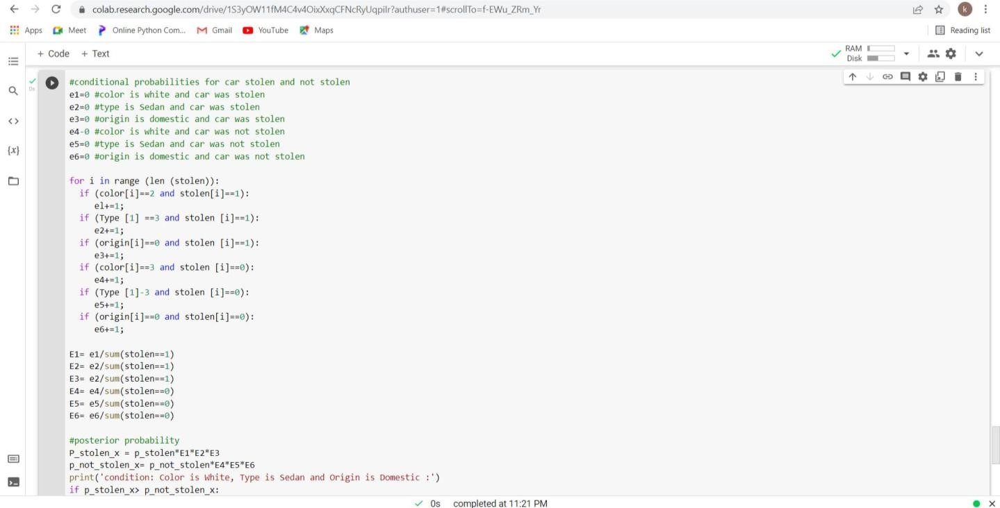 colab.research.google.com/drive/1S3yOW11fM4C4v4OixXxqCFNcRyUqpilr?authuser=1#scrollTo=f-EWu_ZRm_Yr
k
Apps Meet Online Python Com... Gmail YouTube Maps Reading list
+ Code + Text
RAM
Disk
0s
{x}
#conditional probabilities for car stolen and not stolen
e1=0 #color is white and car was stolen
e2=0 #type is Sedan and car was stolen
e3=0 #origin is domestic and car was stolen
e4-0 #color is white and car was not stolen
e5=0 #type is Sedan and car was not stolen
e6=0 #origin is domestic and car was not stolen
for i in range (len (stolen)):
if (color[i]==2 and stolen[i]==1):
el+=1;
if (Type [1] ==3 and stolen [i]==1):
e2+=1;
if (origin[i]==0 and stolen [i]==1):
e3+=1;
if (color[i]==3 and stolen [i]==0):
e4+=1;
if (Type [1]-3 and stolen [i]==0):
e5+=1;
if (origin[i]==0 and stolen[i]==0):
e6+=1;
E1= e1/sum(stolen==1)
E2= e2/sum(stolen==1)
E3= e2/sum(stolen==1)
E4= e4/sum(stolen==0)
E5= e5/sum(stolen==0)
E6= e6/sum(stolen==0)
#posterior probability
P_stolen_x = p_stolen*E1*E2*E3
p_not_stolen_x= p_not_stolen*E4*E5*E6
print('condition: Color is White, Type is Sedan and Origin is Domestic :')
if p_stolen_x> p_not_stolen_x:
0s completed at 11:21 PM